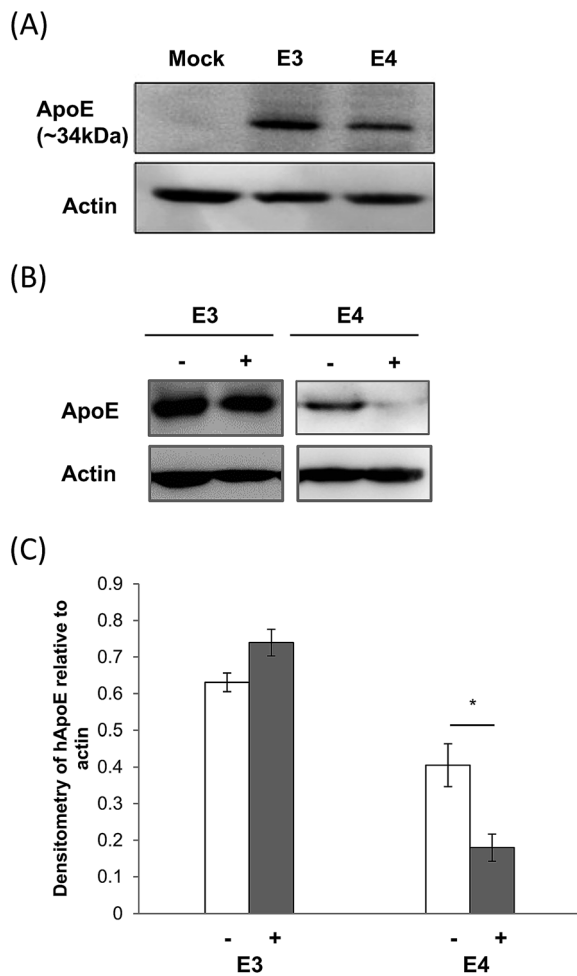 (A)
Mock E3 E4
ApoE
(~34kDa)
Actin
(B)
E3 E4
- + - +
ApoE
Actin
(C)
Densitometry of hApoE relative to
actin
0.9
0.8
0.7
0.6
0.5
0.4
0.3
0.2
0.1
0
*
- + - +
E3 E4